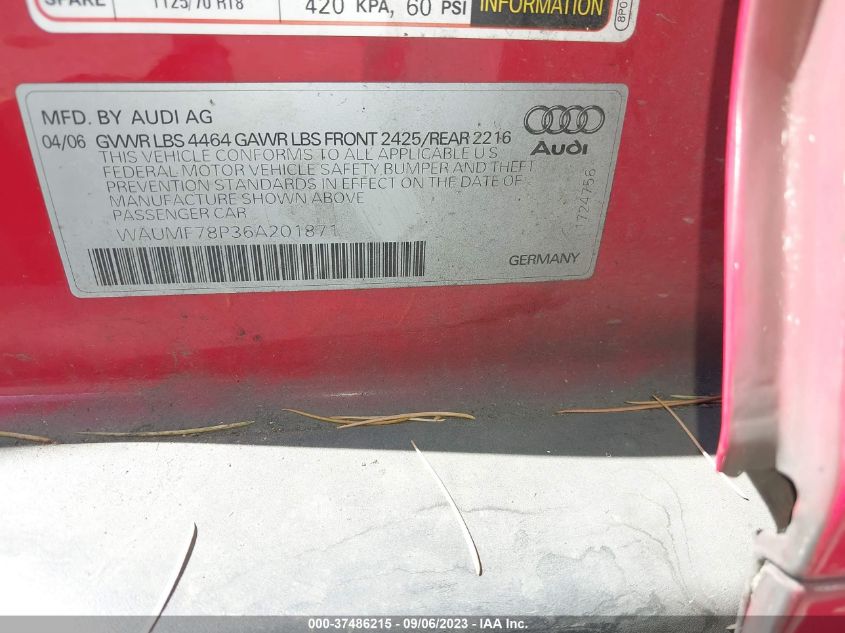 SPARE T125/70 R18 420 KPA, 60 PSI INFORMATION
8P0
MFD. BY AUDI AG
04/06 GVWR LBS 4464 GAWR LBS FRONT 2425/REAR 2216
Audi
THIS VEHICLE CONFORMS TO ALL APPLICABLE U S
FEDERAL MOTOR VEHICLE SAFETY,BUMPER AND THEFT
PREVENTION STANDARDS IN EFFECT ON THE DATE OF
MANUFACTURE SHOWN ABOVE
PASSENGER CAR
1724756
WAUMF78P36A201871
GERMANY
000-37486215 - 09/06/2023 - IAA Inc.